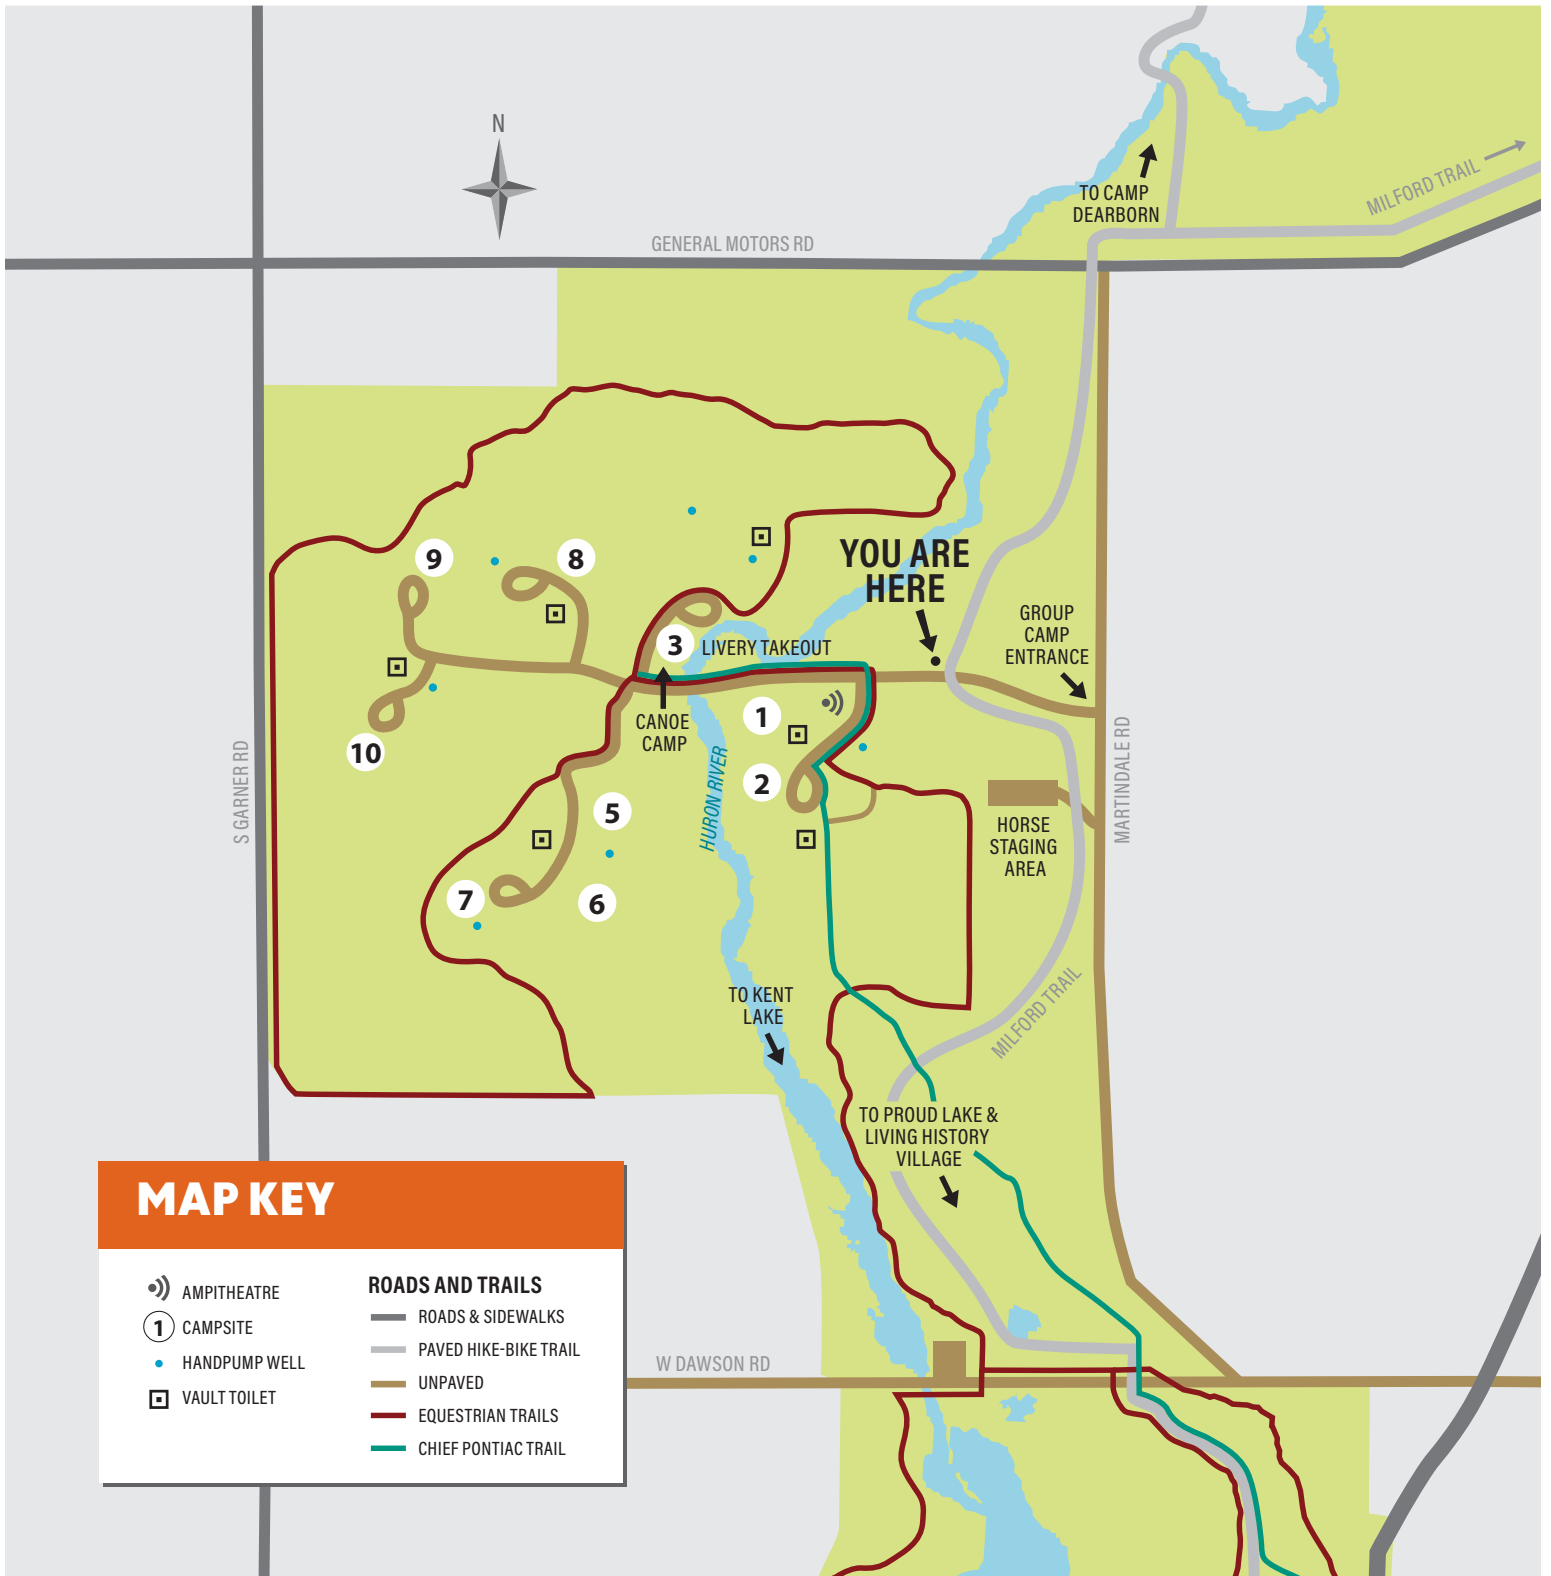 N
TO CAMP
DEARBORN
MILFORD TRAIL
GENERAL MOTORS RD
YOU ARE
HERE
9
8
GROUP
CAMP
ENTRANCE
3
LIVERY TAKEOUT
CANOE
CAMP
1
10
2
S GARNER RD
HURON RIVER
MARTINDALE RD
5
HORSE
STAGING
AREA
7
6
TO KENT
LAKE
MILFORD TRAIL
TO PROUD LAKE &
LIVING HISTORY
VILLAGE
W DAWSON RD
MAP KEY
AMPITHEATRE
1 CAMPSITE
HANDPUMP WELL
VAULT TOILET
ROADS AND TRAILS
ROADS & SIDEWALKS
PAVED HIKE-BIKE TRAIL
UNPAVED
EQUESTRIAN TRAILS
CHIEF PONTIAC TRAIL